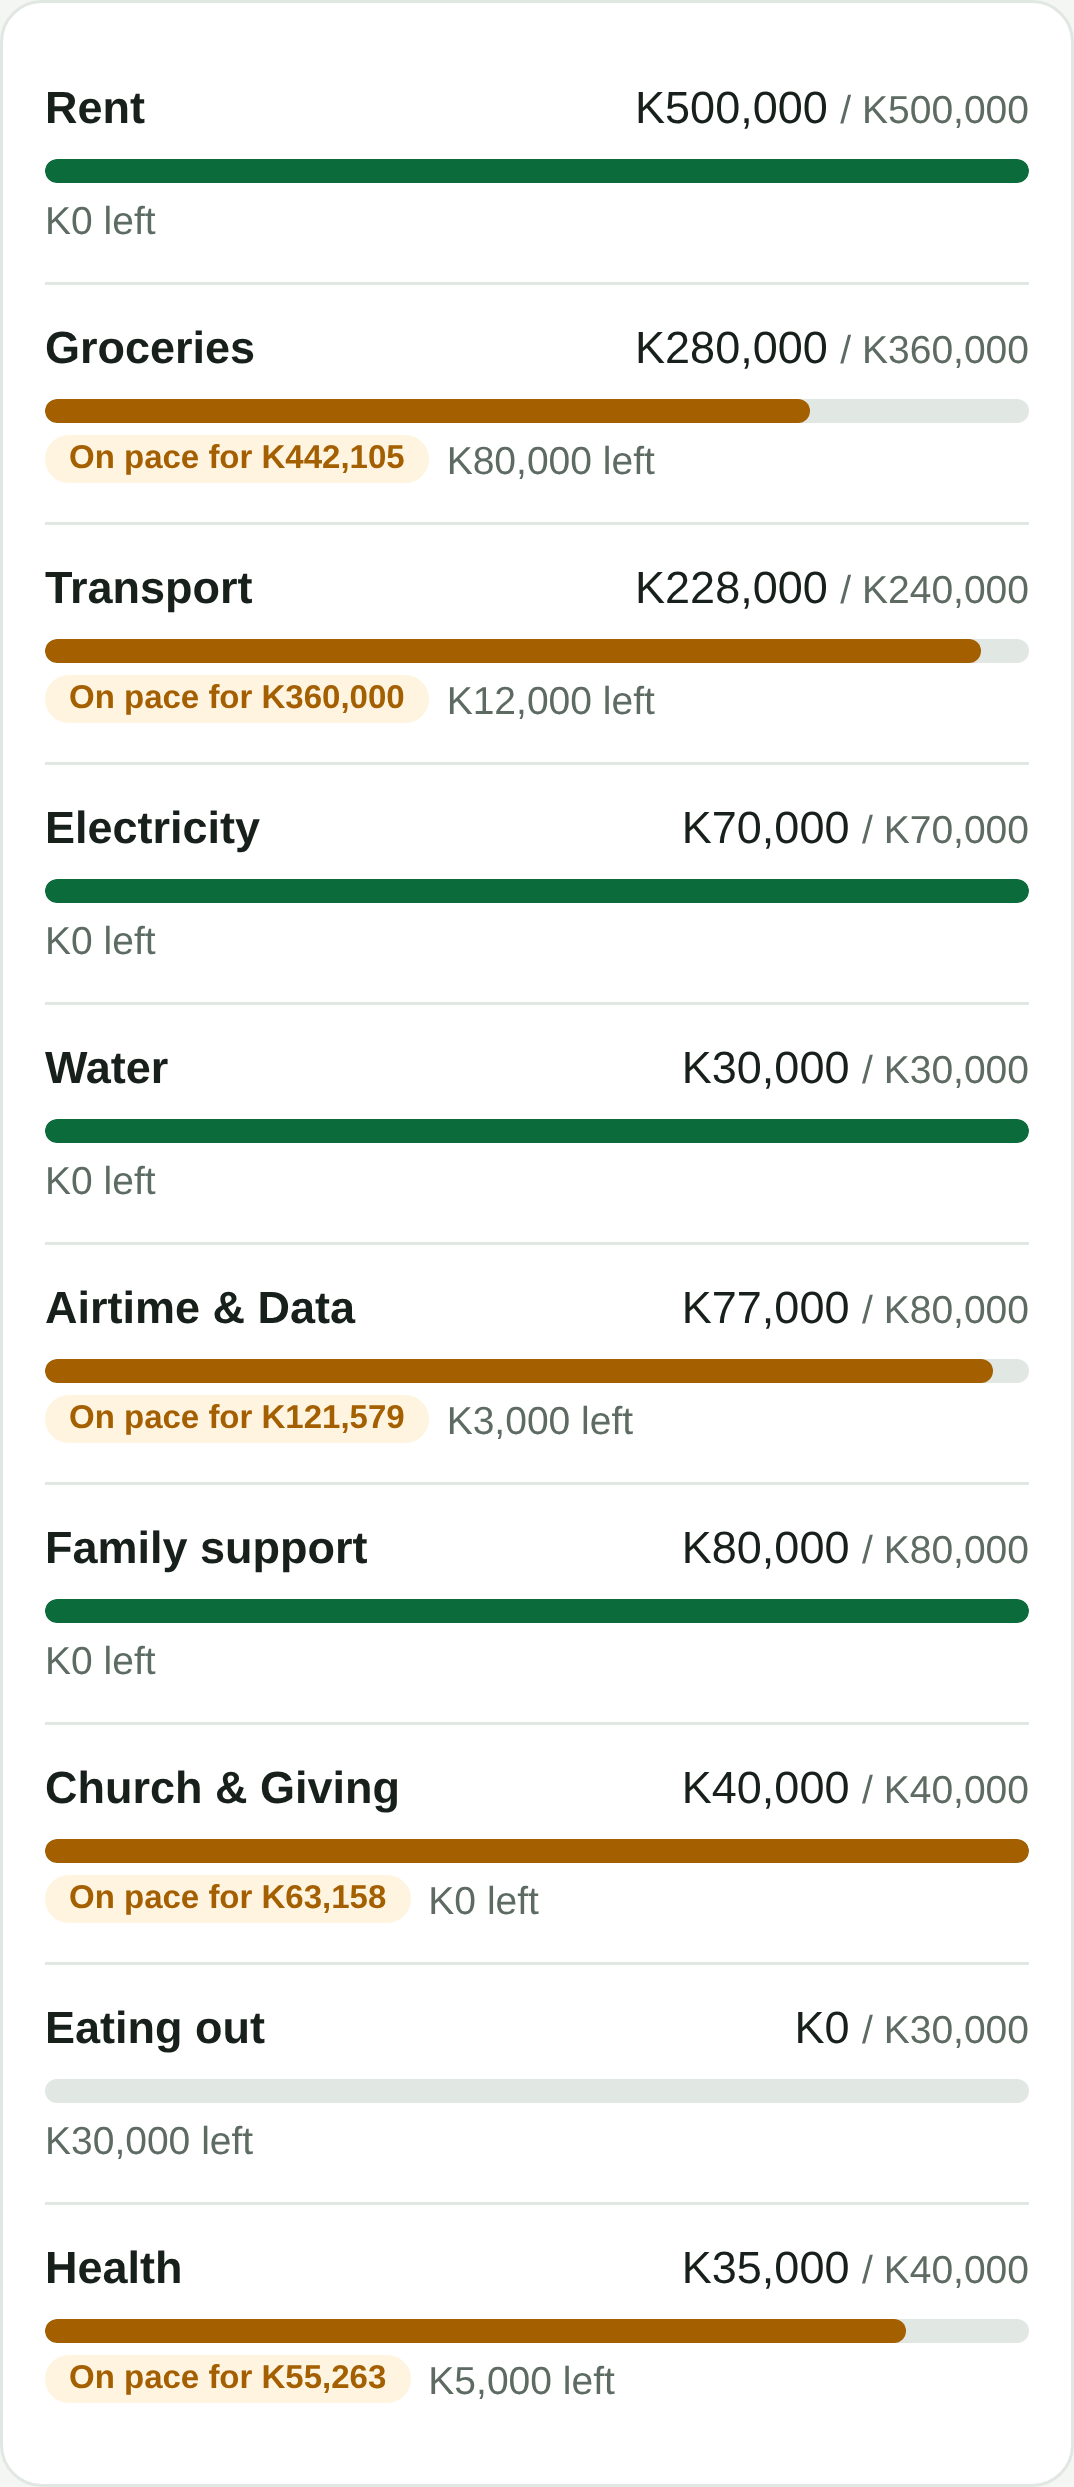 Rent K500,000 / K500,000
K0 left
Groceries K280,000 / K360,000
On pace for K442,105 K80,000 left
Transport K228,000 / K240,000
On pace for K360,000 K12,000 left
Electricity K70,000 / K70,000
K0 left
Water K30,000 / K30,000
K0 left
Airtime & Data K77,000 / K80,000
On pace for K121,579 K3,000 left
Family support K80,000 / K80,000
K0 left
Church & Giving K40,000 / K40,000
On pace for K63,158 K0 left
Eating out K0 / K30,000
K30,000 left
Health K35,000 / K40,000
On pace for K55,263 K5,000 left